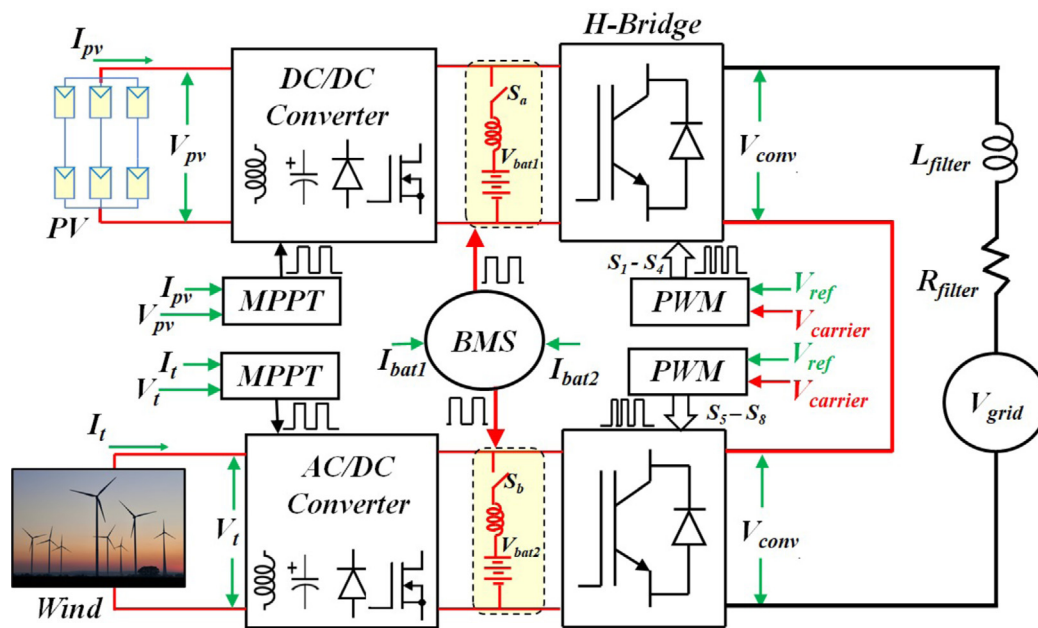 H-Bridge
I_pv
DC/DC
Converter
S_a
V_bat1
V_pv
V_conv
L_filter
PV
S_1 - S_4
R_filter
I_pv
V_pv
MPPT
PWM
V_ref
V_carrier
BMS
I_bat1
I_bat2
I_t
V_t
MPPT
PWM
V_ref
V_carrier
V_grid
S_5 – S_8
I_t
AC/DC
Converter
S_b
V_bat2
V_t
V_conv
Wind
+
+